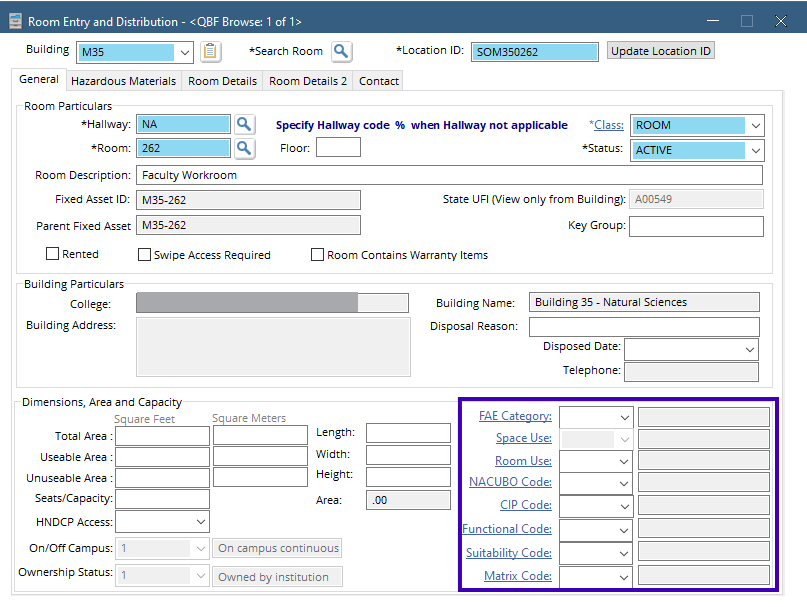 Room Entry and Distribution - <QBF Browse: 1 of 1>
Building M35 *Search Room *Location ID: SOM350262 Update Location ID
General Hazardous Materials Room Details Room Details 2 Contact
Room Particulars
*Hallway: NA Specify Hallway code % when Hallway not applicable *Class: ROOM
*Room: 262 Floor: *Status: ACTIVE
Room Description: Faculty Workroom
Fixed Asset ID: M35-262 State UFI (View only from Building): A00549
Parent Fixed Asset M35-262 Key Group:
Rented Swipe Access Required Room Contains Warranty Items
Building Particulars
College: Building Name: Building 35 - Natural Sciences
Building Address: Disposal Reason:
Disposed Date:
Telephone:
Dimensions, Area and Capacity
Square Feet Square Meters
Total Area :
Useable Area :
Unuseable Area :
Seats/Capacity:
HNDCP Access:
On/Off Campus: 1 On campus continuous
Ownership Status: 1 Owned by institution
Length:
Width:
Height:
Area: .00
FAE Category:
Space Use:
Room Use:
NACUBO Code:
CIP Code:
Functional Code:
Suitability Code:
Matrix Code: